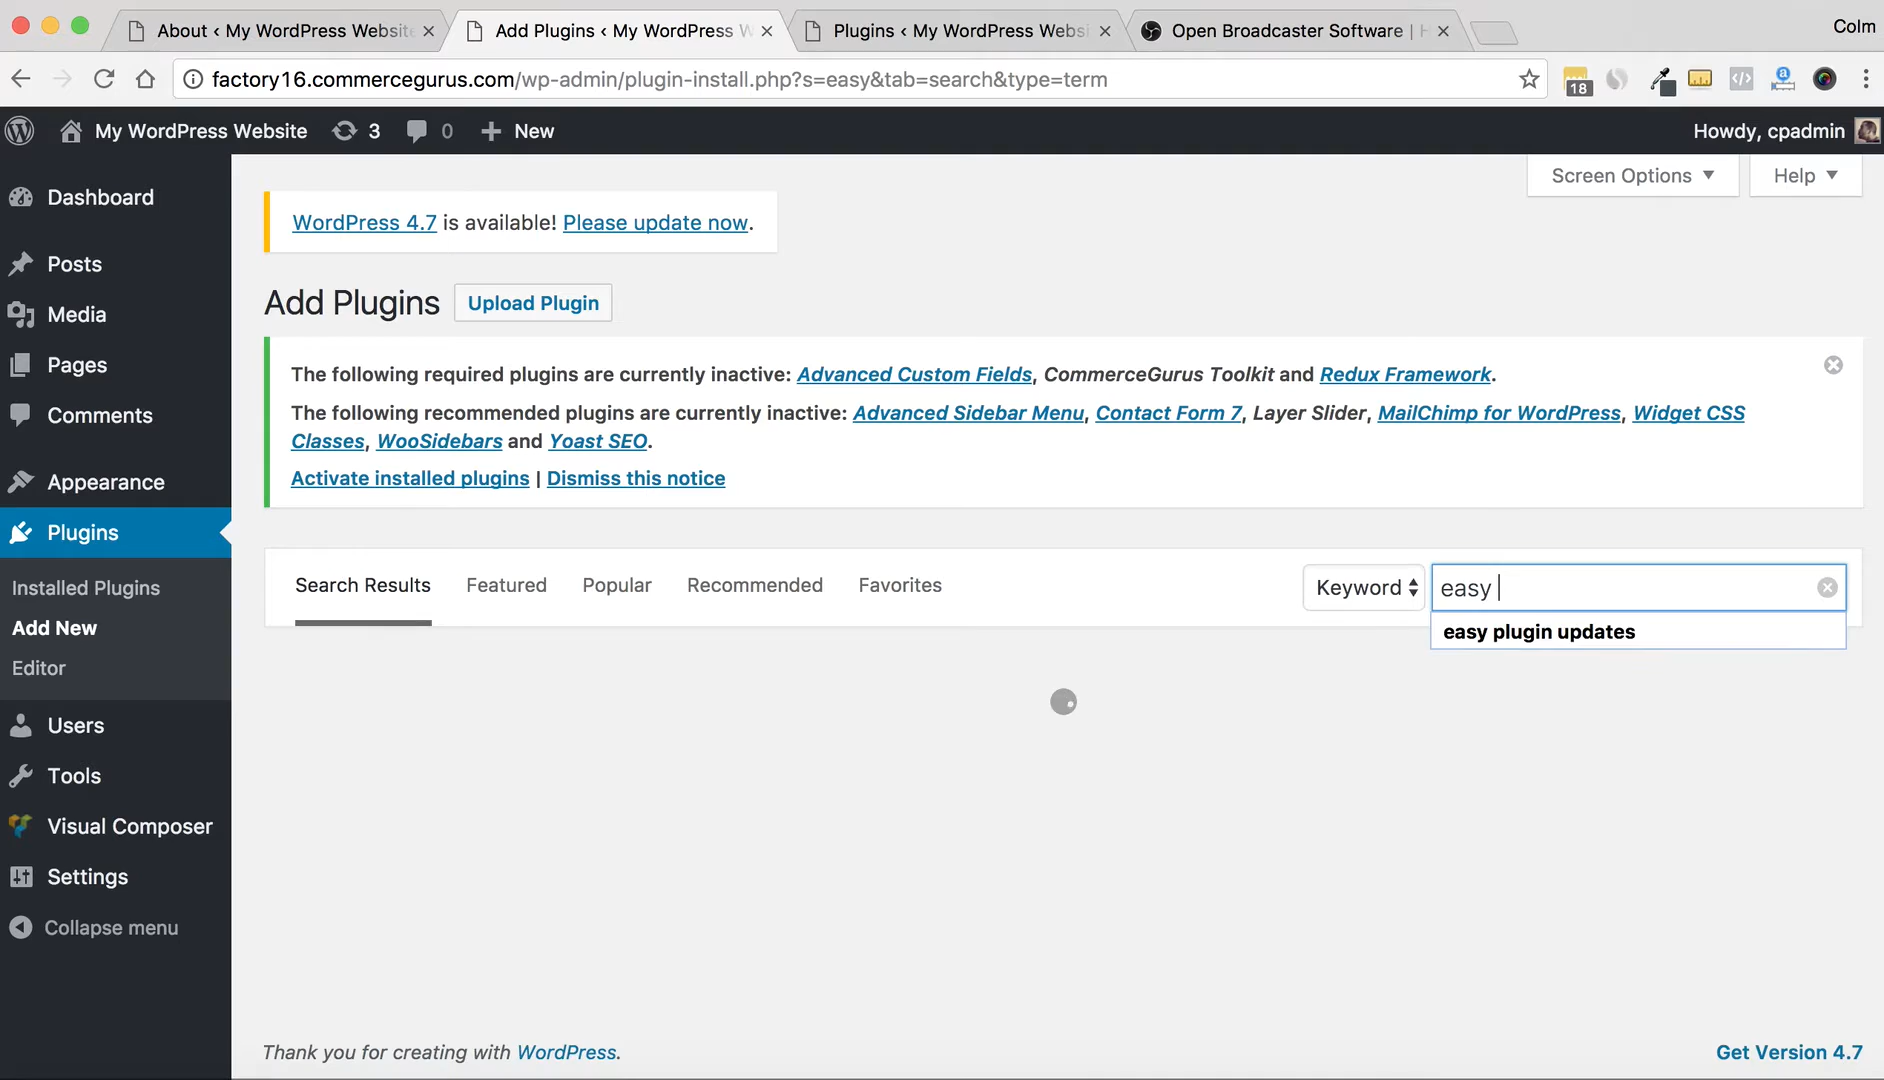 About ‹ My WordPress Website
Add Plugins ‹ My WordPress W
Plugins ‹ My WordPress Websi
Open Broadcaster Software | H
Colm
factory16.commercegurus.com/wp-admin/plugin-install.php?s=easy&tab=search&type=term
18
My WordPress Website
3
0
New
Howdy, cpadmin
Screen Options
Help
Dashboard
Posts
Media
Pages
Comments
Appearance
Plugins
Installed Plugins
Add New
Editor
Users
Tools
Visual Composer
Settings
Collapse menu
WordPress 4.7 is available! Please update now.
Add Plugins
Upload Plugin
The following required plugins are currently inactive: Advanced Custom Fields, CommerceGurus Toolkit and Redux Framework.
The following recommended plugins are currently inactive: Advanced Sidebar Menu, Contact Form 7, Layer Slider, MailChimp for WordPress, Widget CSS
Classes, WooSidebars and Yoast SEO.
Activate installed plugins | Dismiss this notice
Search Results
Featured
Popular
Recommended
Favorites
Keyword
easy
easy plugin updates
Thank you for creating with WordPress.
Get Version 4.7